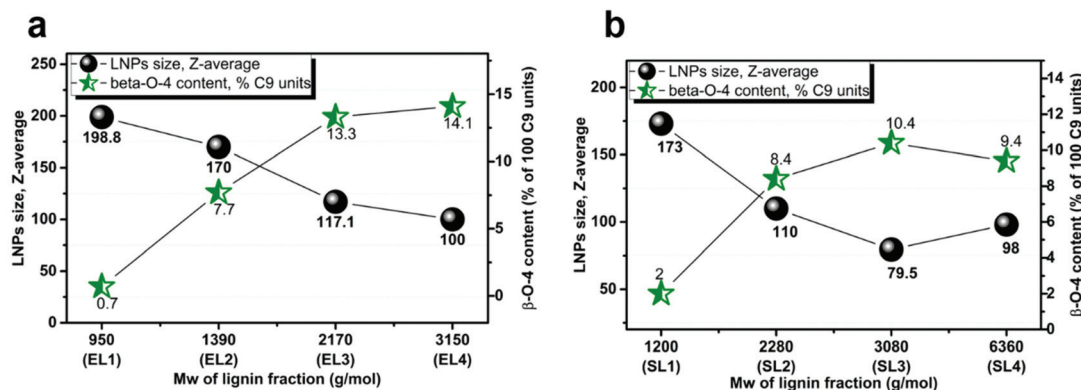 a
LNPs size, Z-average
beta-O-4 content, % C9 units
LNPs size, Z-average
250
200
150
100
50
0
198.8
170
117.1
100
0.7
7.7
13.3
14.1
15
10
5
0
β-O-4 content (% of 100 C9 units)
950
(EL1)
1390
(EL2)
2170
(EL3)
3150
(EL4)
Mw of lignin fraction (g/mol)
b
LNPs size, Z-average
beta-O-4 content, % C9 units
LNPs size, Z-average
200
150
100
50
173
110
79.5
98
2
8.4
10.4
9.4
14
12
10
8
6
4
2
0
β-O-4 content (% of 100 C9 units)
1200
(SL1)
2280
(SL2)
3080
(SL3)
6360
(SL4)
Mw of lignin fraction (g/mol)